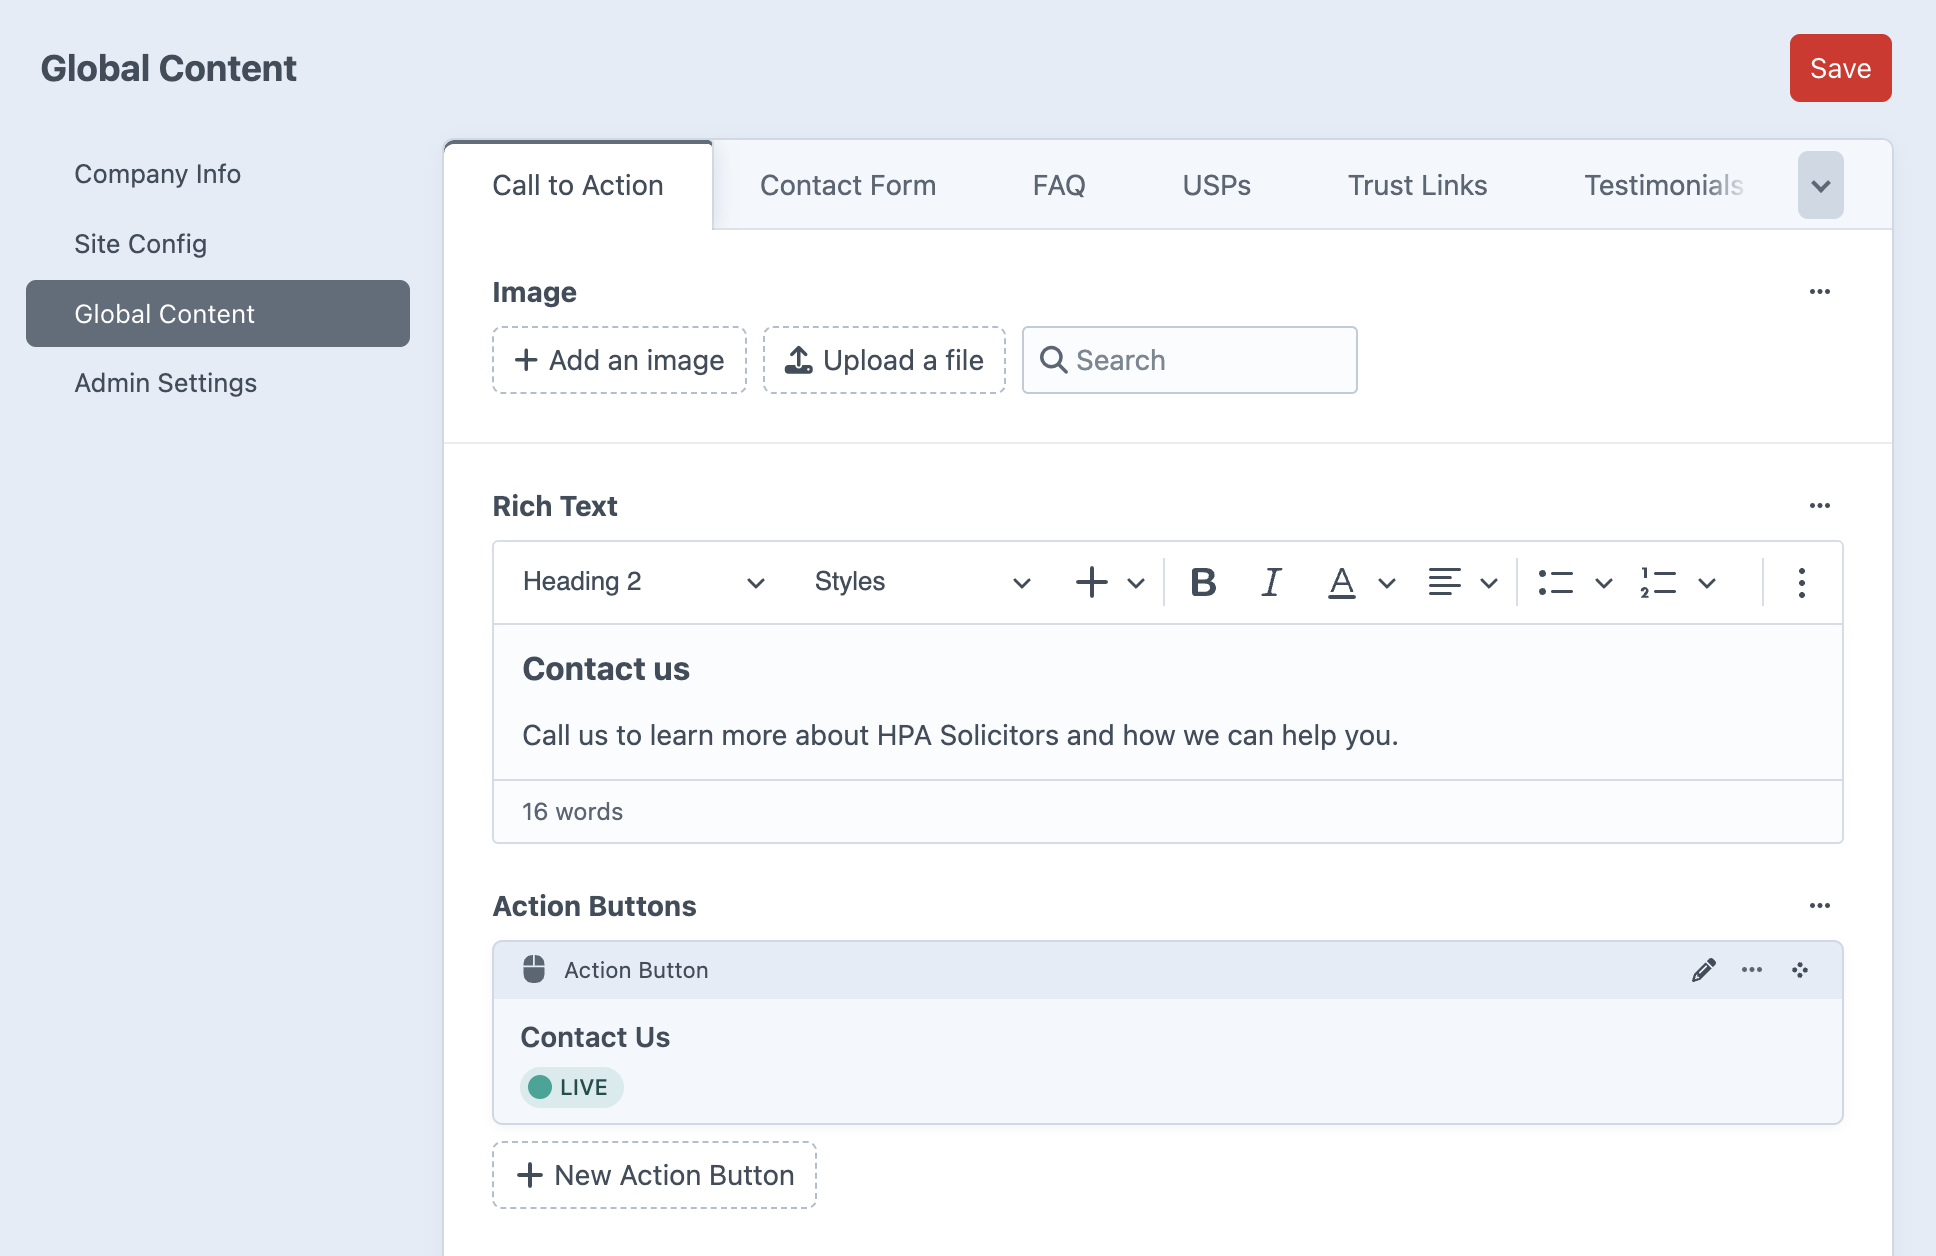 Global Content
Save
Company Info
Site Config
Global Content
Admin Settings
Call to Action
Contact Form
FAQ
USPs
Trust Links
Testimonials
Image
Add an image
Upload a file
Search
Rich Text
Heading 2
Styles
B
I
A
1
2
Contact us
Call us to learn more about HPA Solicitors and how we can help you.
16 words
Action Buttons
Action Button
Contact Us
LIVE
New Action Button